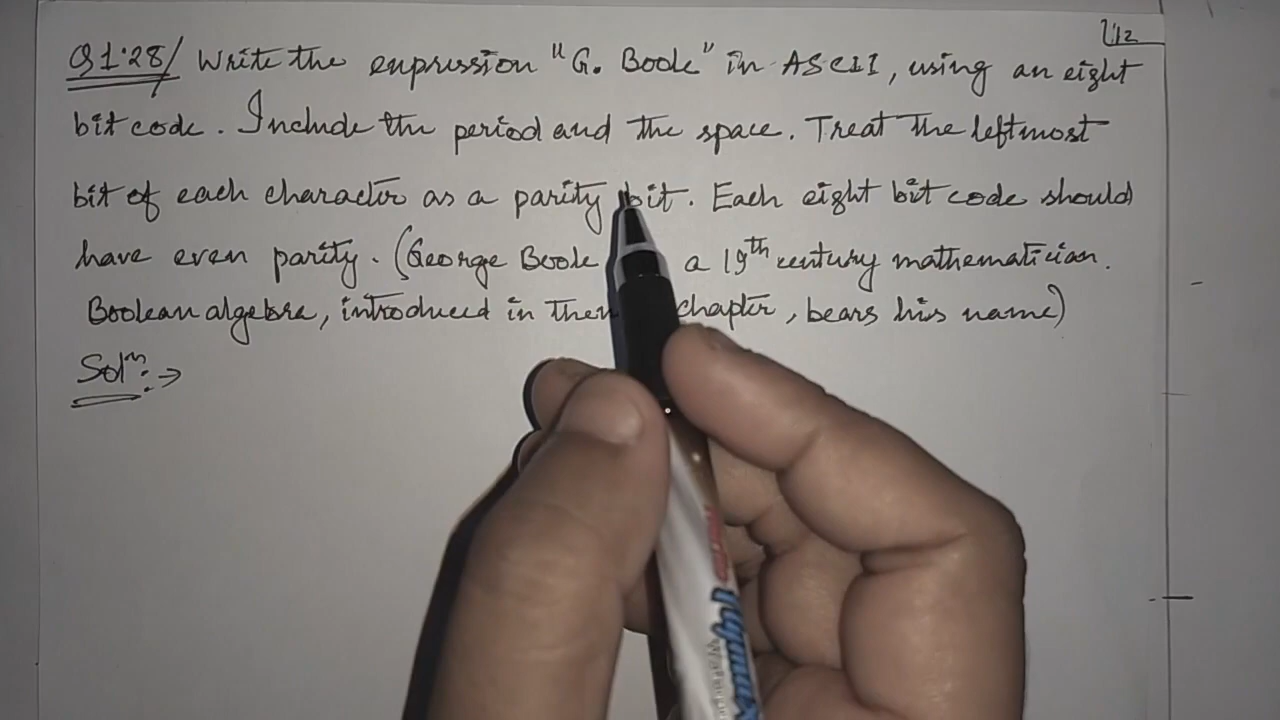 L12
Q1.28/ Write the expression "G. Boole" in ASCII, using an eight
bit code. Include the period and the space. Treat the leftmost
bit of each character as a parity bit. Each eight bit code should
have even parity. (George Boole a 19th century mathematician.
Boolean algebra, introduced in the chapter, bears his name)
Soln: →